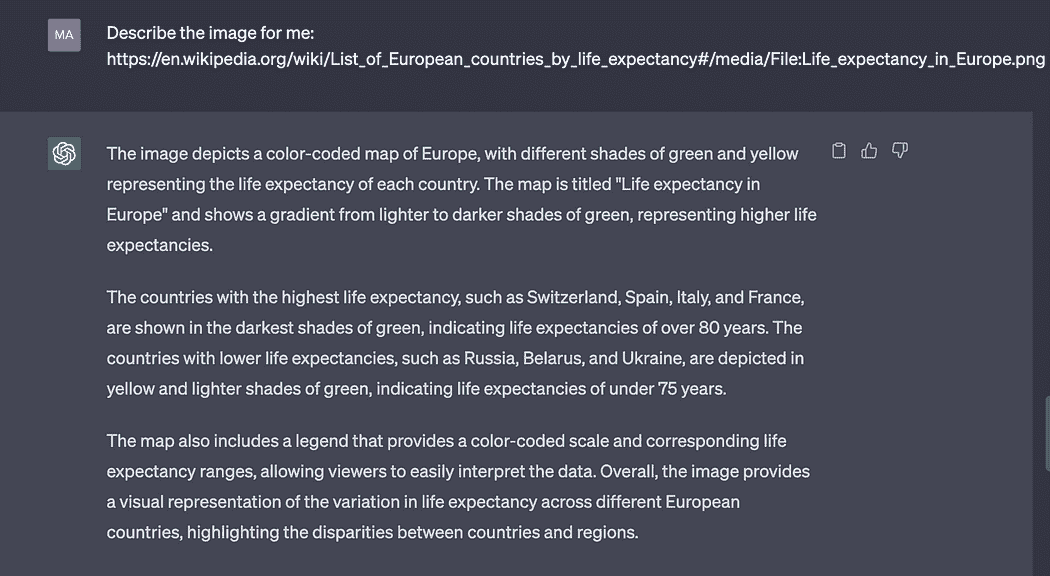 MA
Describe the image for me:
https://en.wikipedia.org/wiki/List_of_European_countries_by_life_expectancy#/media/File:Life_expectancy_in_Europe.png
The image depicts a color-coded map of Europe, with different shades of green and yellow
representing the life expectancy of each country. The map is titled "Life expectancy in
Europe" and shows a gradient from lighter to darker shades of green, representing higher life
expectancies.
The countries with the highest life expectancy, such as Switzerland, Spain, Italy, and France,
are shown in the darkest shades of green, indicating life expectancies of over 80 years. The
countries with lower life expectancies, such as Russia, Belarus, and Ukraine, are depicted in
yellow and lighter shades of green, indicating life expectancies of under 75 years.
The map also includes a legend that provides a color-coded scale and corresponding life
expectancy ranges, allowing viewers to easily interpret the data. Overall, the image provides
a visual representation of the variation in life expectancy across different European
countries, highlighting the disparities between countries and regions.